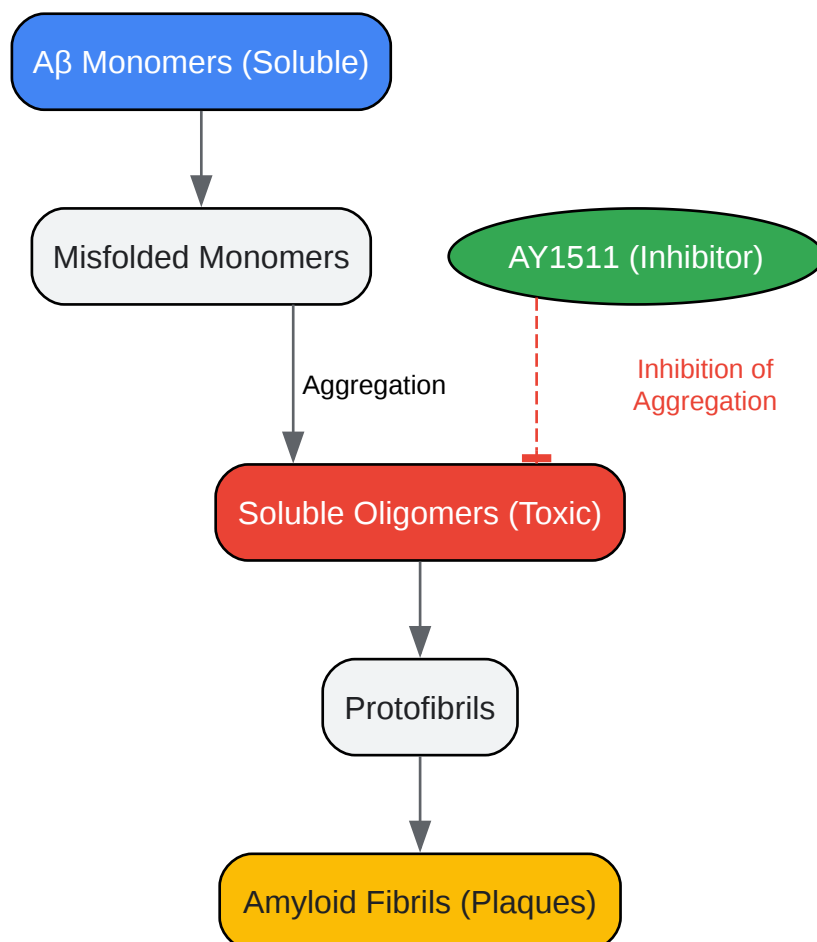 Aβ Monomers (Soluble)
Misfolded Monomers
AY1511 (Inhibitor)
Aggregation
Inhibition of
Aggregation
Soluble Oligomers (Toxic)
Protofibrils
Amyloid Fibrils (Plaques)